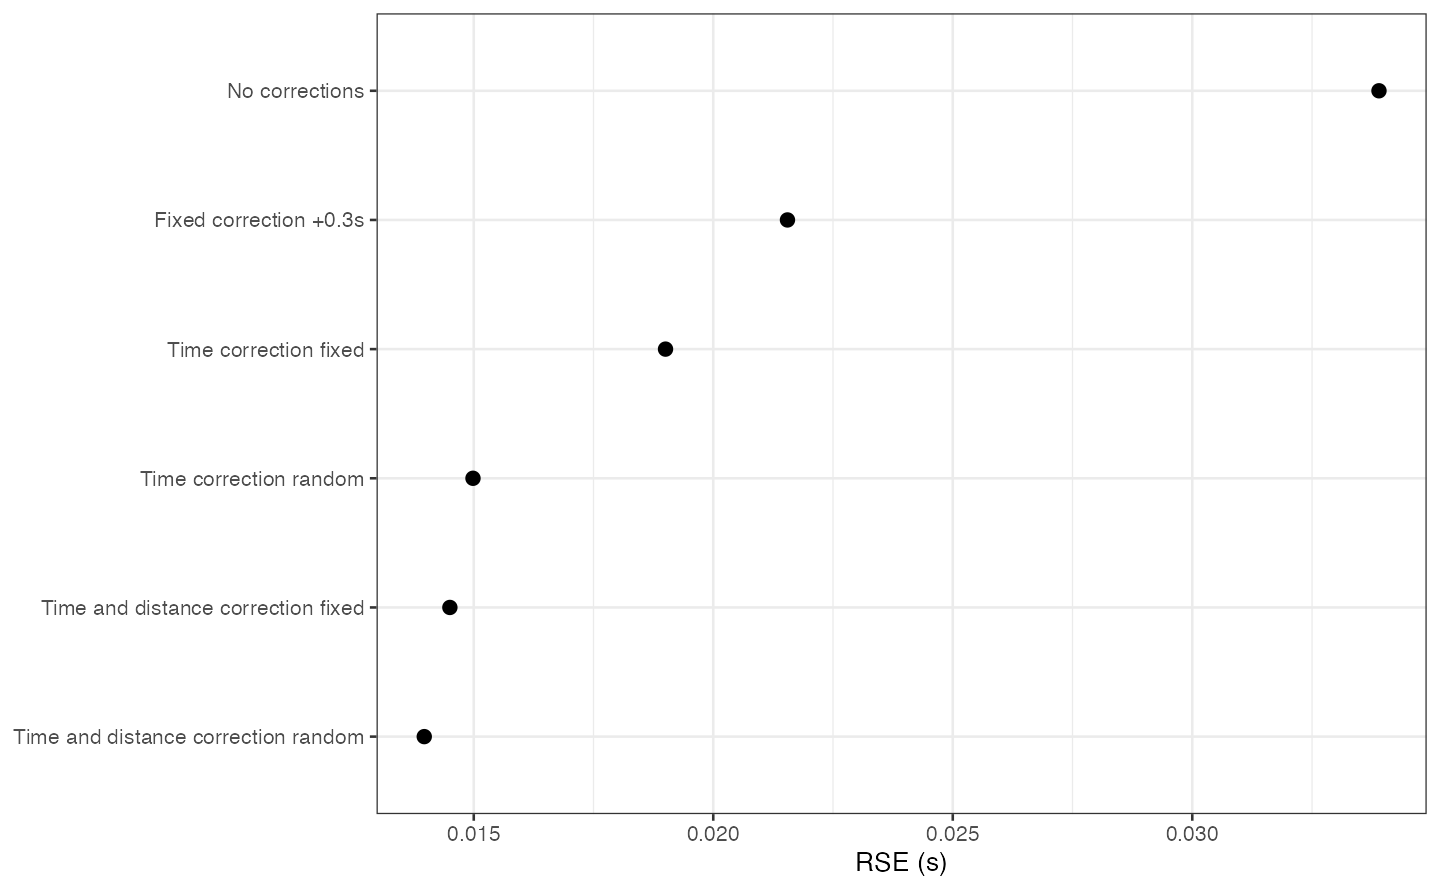 No corrections
Fixed correction +0.3s
Time correction fixed
Time correction random
Time and distance correction fixed
Time and distance correction random
0.015 0.020 0.025 0.030
RSE (s)